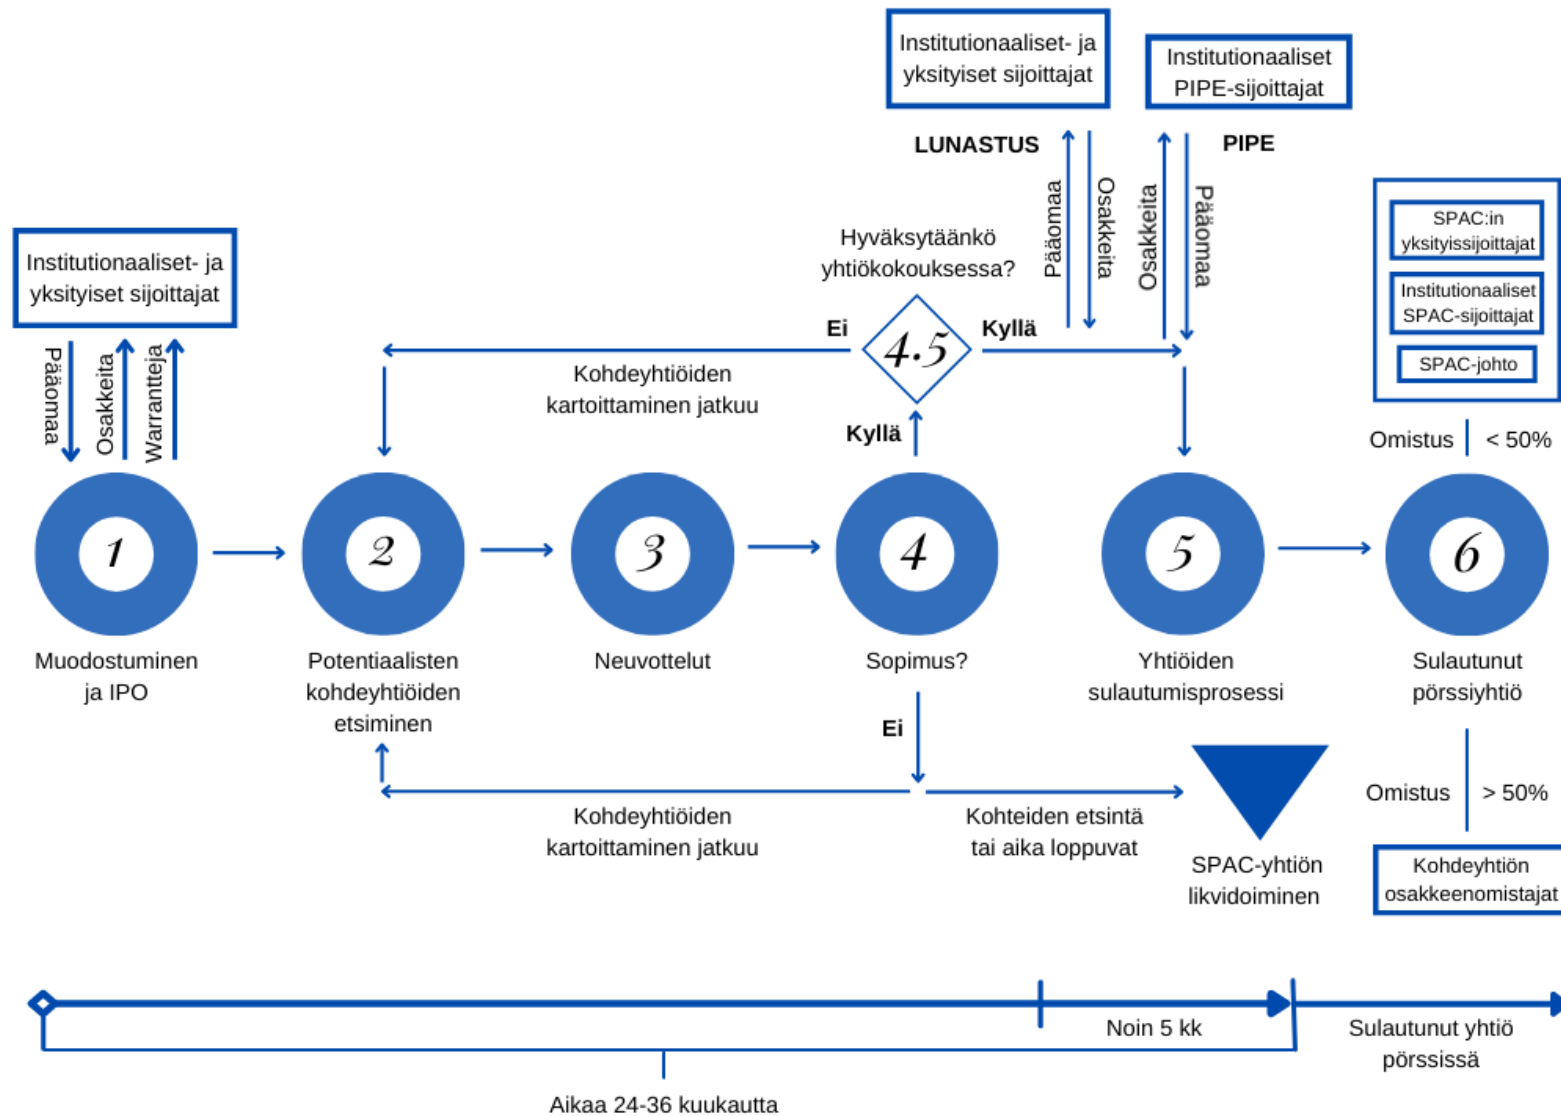 Institutionaaliset- ja
yksityiset sijoittajat
Institutionaaliset
PIPE-sijoittajat
LUNASTUS
PIPE
Pääomaa
Osakkeita
Osakkeita
Pääomaa
SPAC:in
yksityissijoittajat
Institutionaaliset
SPAC-sijoittajat
SPAC-johto
Omistus
< 50%
Institutionaaliset- ja
yksityiset sijoittajat
Pääomaa
Osakkeita
Warrantteja
Hyväksytäänkö
yhtiökokouksessa?
Ei
4.5
Kyllä
Kohdeyhtiöiden
kartoittaminen jatkuu
Kyllä
1
2
3
4
5
6
Muodostuminen
ja IPO
Potentiaalisten
kohdeyhtiöiden
etsiminen
Neuvottelut
Sopimus?
Yhtiöiden
sulautumisprosessi
Sulautunut
pörssiyhtiö
Ei
Kohdeyhtiöiden
kartoittaminen jatkuu
Kohteiden etsintä
tai aika loppuvat
SPAC-yhtiön
likvidoiminen
Omistus
> 50%
Kohdeyhtiön
osakkeenomistajat
Noin 5 kk
Sulautunut yhtiö
pörssissä
Aikaa 24-36 kuukautta